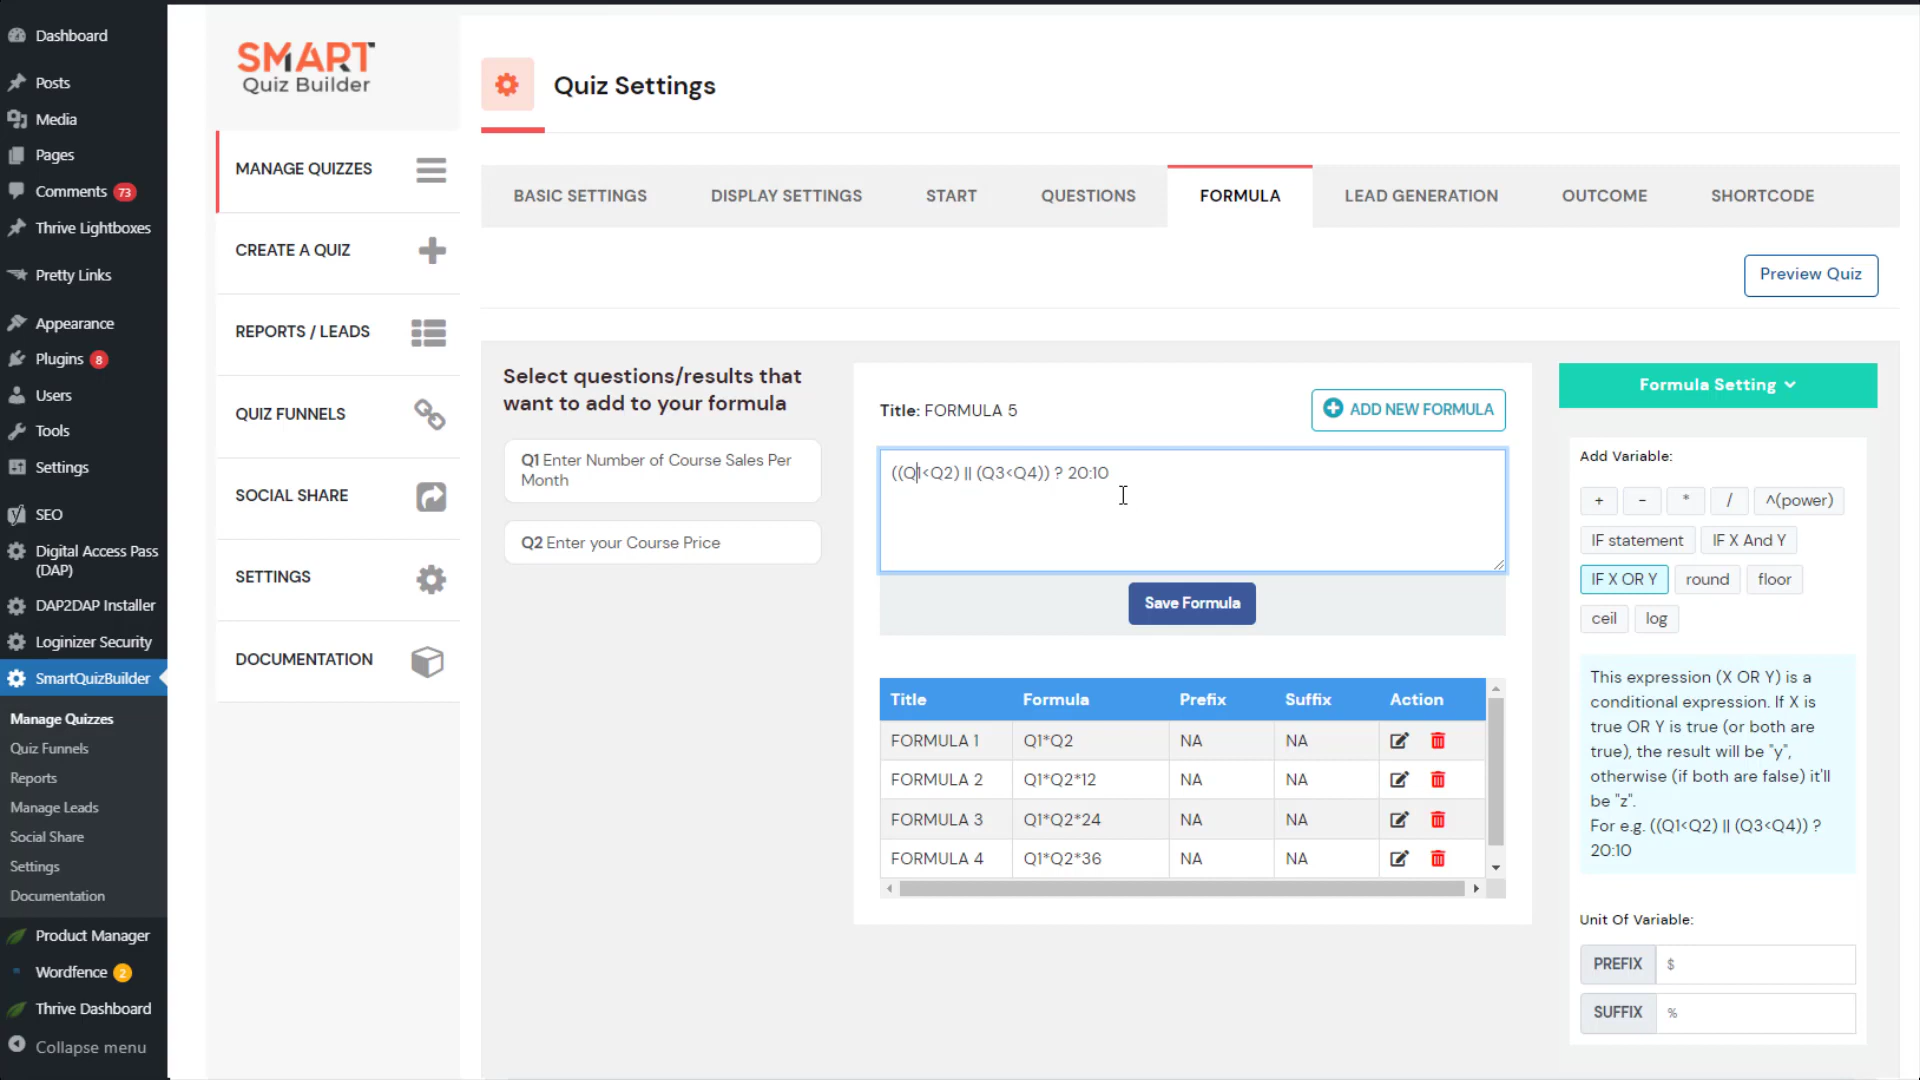 Dashboard
Posts
Media
Pages
Comments 73
Thrive Lightboxes
Pretty Links
Appearance
Plugins 8
Users
Tools
Settings
SEO
Digital Access Pass
(DAP)
DAP2DAP Installer
Loginizer Security
SmartQuizBuilder
Manage Quizzes
Quiz Funnels
Reports
Manage Leads
Social Share
Settings
Documentation
Product Manager
Wordfence 2
Thrive Dashboard
Collapse menu
SMART
Quiz Builder
MANAGE QUIZZES
CREATE A QUIZ
REPORTS / LEADS
QUIZ FUNNELS
SOCIAL SHARE
SETTINGS
DOCUMENTATION
Quiz Settings
BASIC SETTINGS DISPLAY SETTINGS START QUESTIONS FORMULA LEAD GENERATION OUTCOME SHORTCODE
Preview Quiz
Select questions/results that
want to add to your formula
Q1 Enter Number of Course Sales Per
Month
Q2 Enter your Course Price
Title: FORMULA 5
ADD NEW FORMULA
((Q1<Q2) || (Q3<Q4)) ? 20:10
Save Formula
Title Formula Prefix Suffix Action
FORMULA 1 Q1*Q2 NA NA
FORMULA 2 Q1*Q2*12 NA NA
FORMULA 3 Q1*Q2*24 NA NA
FORMULA 4 Q1*Q2*36 NA NA
Formula Setting
Add Variable:
+ - * / ^(power)
IF statement IF X And Y
IF X OR Y round floor
ceil log
This expression (X OR Y) is a
conditional expression. If X is
true OR Y is true (or both are
true), the result will be "y",
otherwise (if both are false) it'll
be "z".
For e.g. ((Q1<Q2) || (Q3<Q4)) ?
20:10
Unit Of Variable:
PREFIX $
SUFFIX %